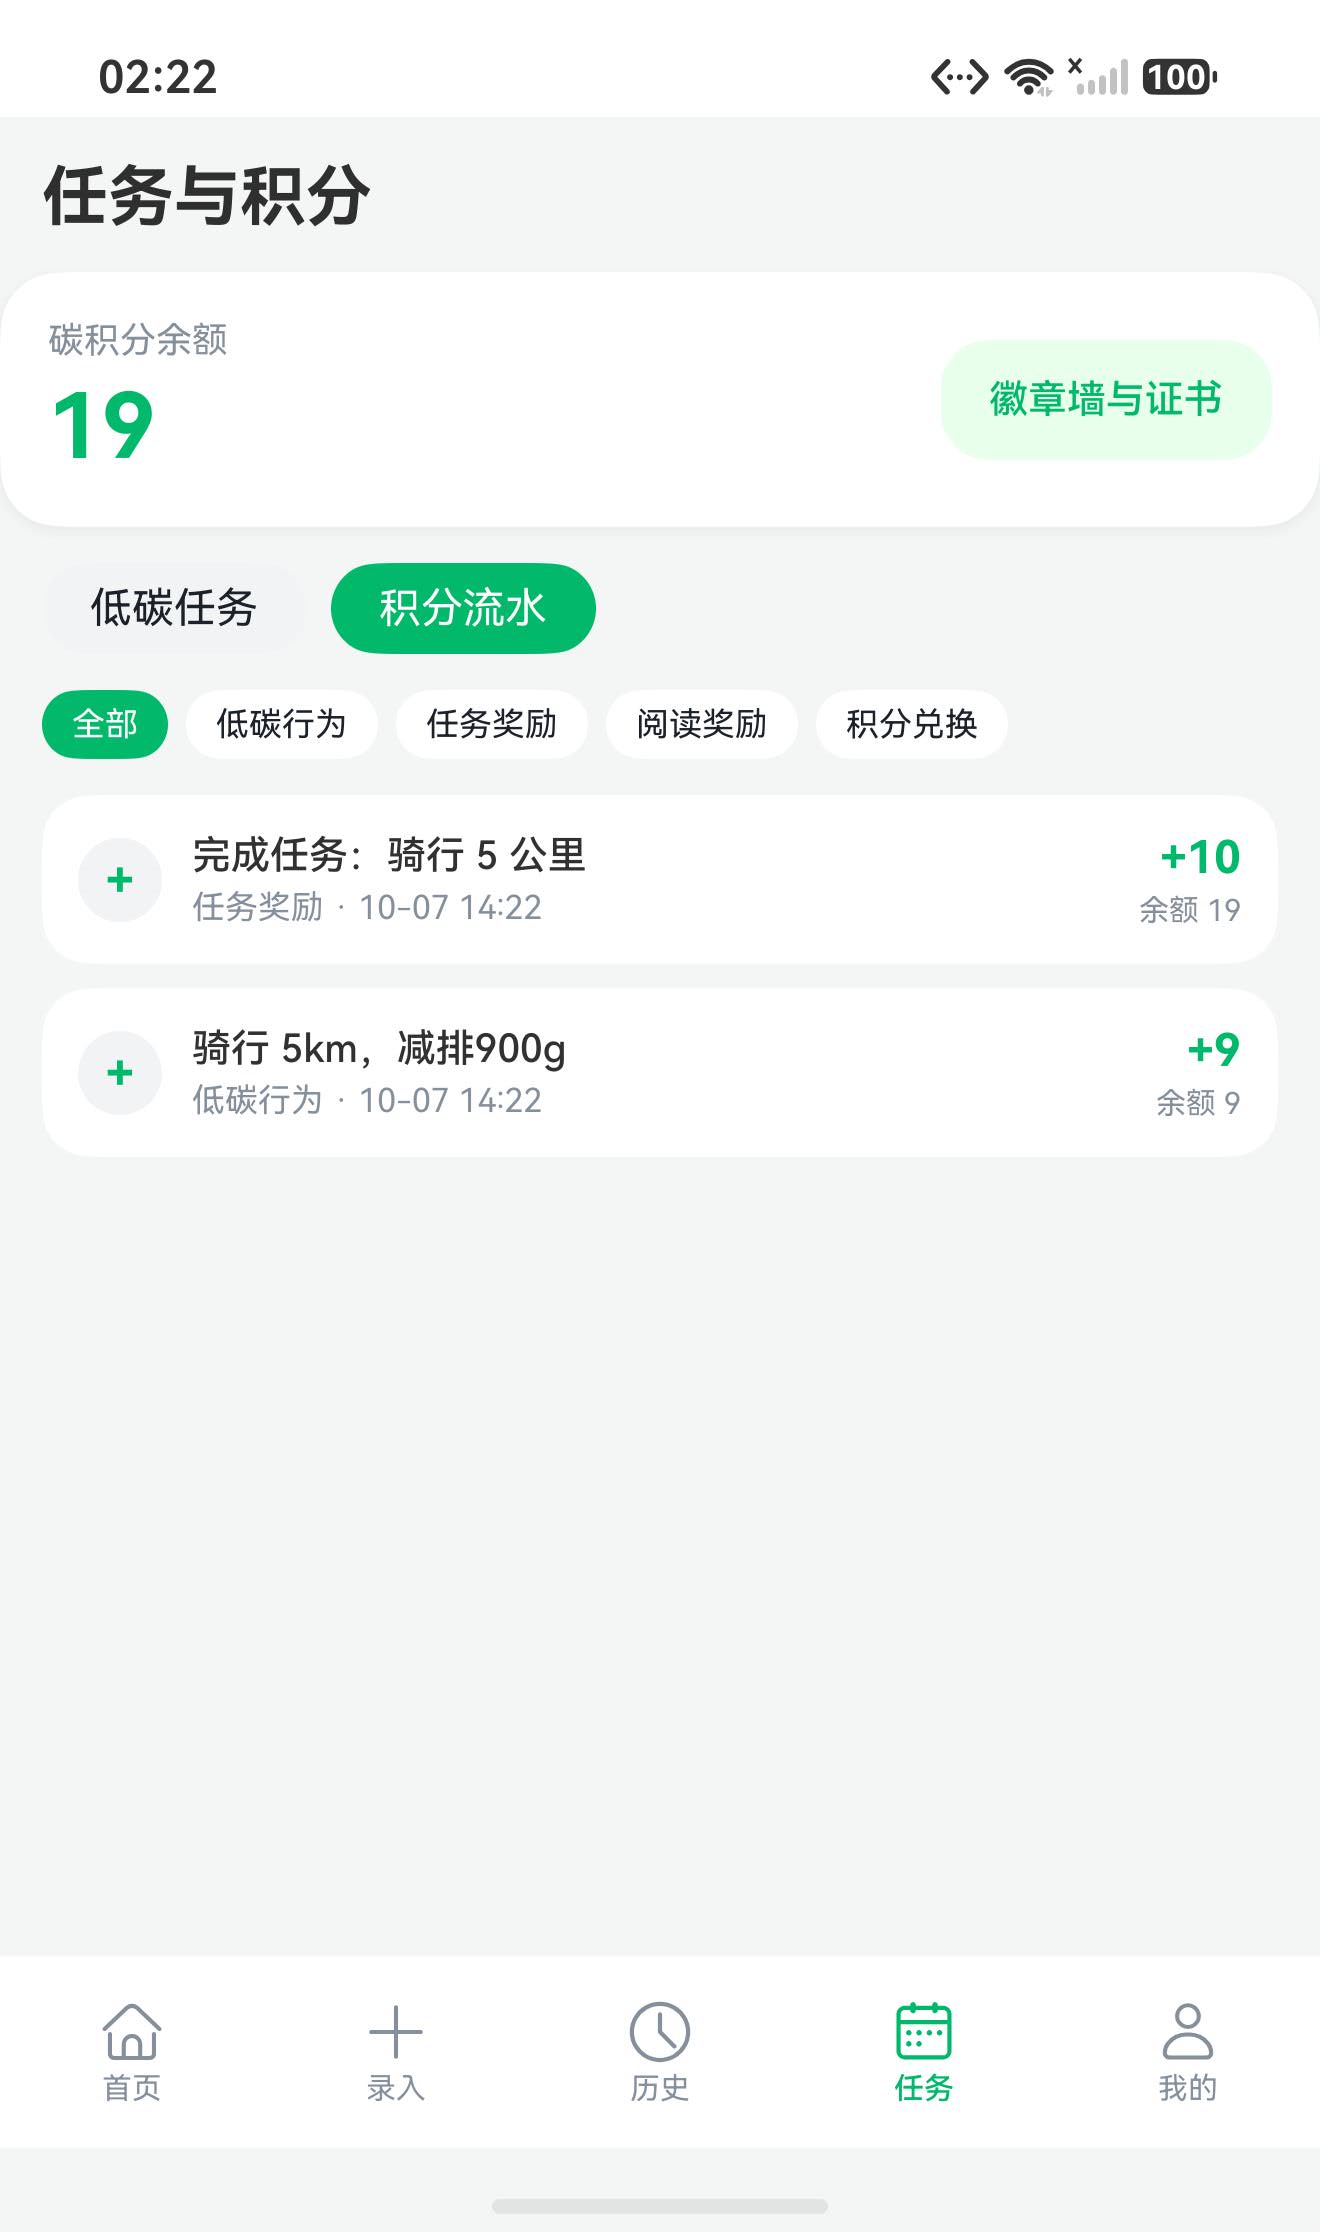 02:22
100
任务与积分
碳积分余额
19
徽章墙与证书
低碳任务
积分流水
全部
低碳行为
任务奖励
阅读奖励
积分兑换
+
完成任务：骑行 5 公里
+10
任务奖励 · 10-07 14:22
余额 19
+
骑行 5km，减排900g
+9
低碳行为 · 10-07 14:22
余额 9
首页
录入
历史
任务
我的